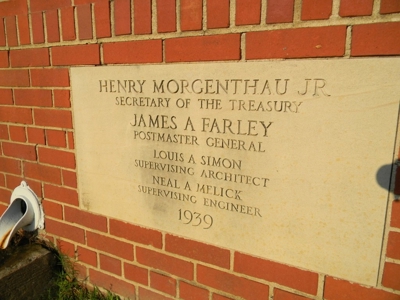 HENRY MORGENTHAU JR
SECRETARY OF THE TREASURY
JAMES A FARLEY
POSTMASTER GENERAL
LOUIS A SIMON
SUPERVISING ARCHITECT
NEAL A MELICK
SUPERVISING ENGINEER
1939